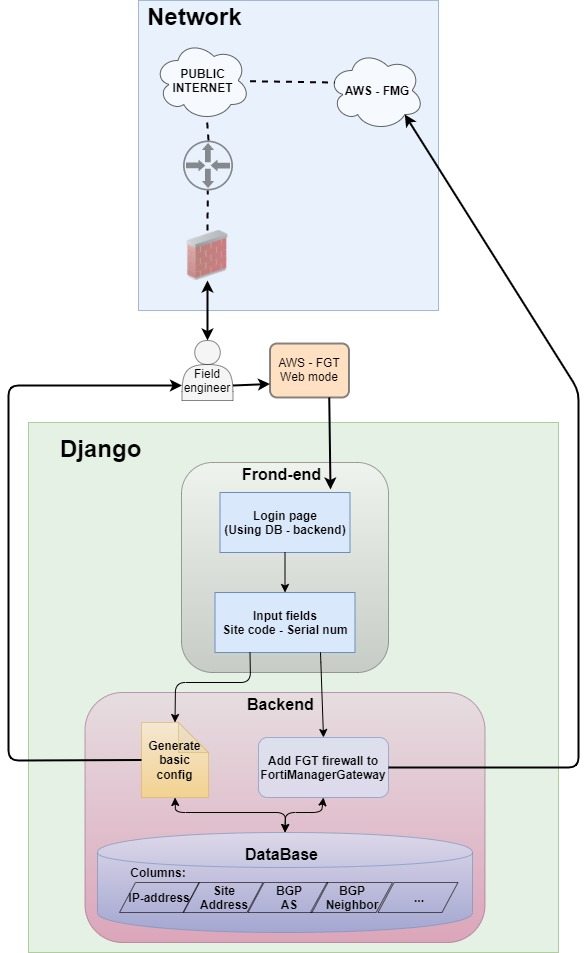 Network
PUBLIC
INTERNET
AWS - FMG
Field
engineer
AWS - FGT
Web mode
Django
Frond-end
Login page
(Using DB - backend)
Input fields
Site code - Serial num
Backend
Generate
basic
config
Add FGT firewall to
FortiManagerGateway
DataBase
Columns:
IP-address
Site
Address
BGP
AS
BGP
Neighbor
...